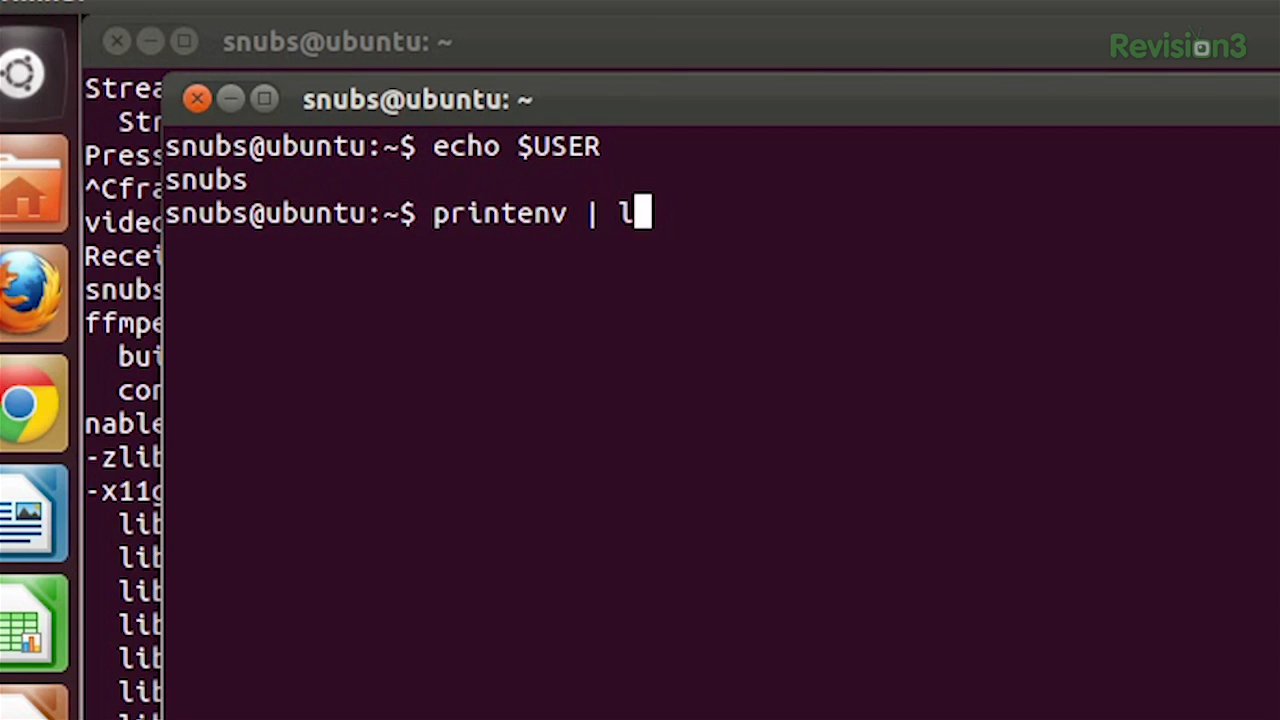 snubs@ubuntu: ~
Revision3
Strea
Str
Press
^Cfra
video
Recei
snubs
ffmpe
bui
con
nable
-zlib
-x11g
lib
lib
lib
lib
lib
lib
snubs@ubuntu: ~
snubs@ubuntu:~$ echo $USER
snubs
snubs@ubuntu:~$ printenv | l